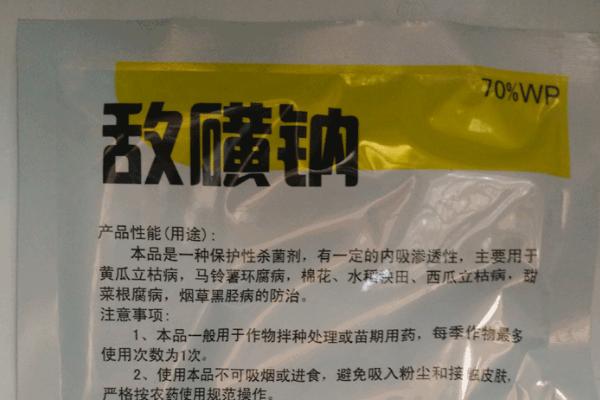 70%WP
敌磺钠
产品性能(用途):
本品是一种保护性杀菌剂，有一定的内吸渗透性，主要用于
黄瓜立枯病，马铃薯环腐病，棉花、水稻秧田、西瓜立枯病，甜
菜根腐病，烟草黑胫病的防治。
注意事项:
1、本品一般用于作物拌种处理或苗期用药，每季作物最多
使用次数为1次。
2、使用本品不可吸烟或进食，避免吸入粉尘和接触皮肤，
严格按农药使用规范操作。